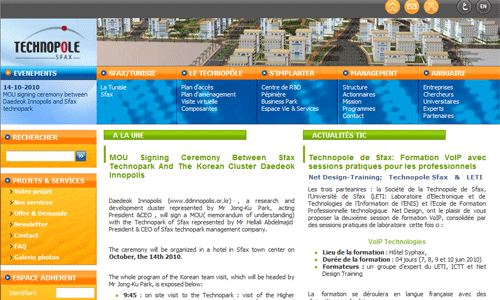 ع
EN
TECHNOPOLE
SFAX
EVENEMENTS
14-10-2010
MOU signing ceremony between Daedeok Innopolis and Sfax technopark
SFAX/TUNISIE
La Tunisie
Sfax
LE TECHNOPÔLE
Plan d'accès
Plan d'aménagement
Visite virtuelle
Composantes
S'IMPLANTER
Centre de R&D
Pépinière
Business Park
Espace Vie & Services
MANAGEMENT
Structure
Actionnaires
Mission
Programmes
Contact
ANNUAIRE
Entreprises
Chercheurs
Universitaires
Experts
Partenaires
RECHERCHER
PROJETS & SERVICES
Votre projet
Nos services
Offre & Demande
Newsletter
Contact
FAQ
Galerie photos
ESPACE ADHERENT
Identifiant
A LA UNE
MOU Signing Ceremony Between Sfax
Technopark And The Korean Cluster Daedeok
Innopolis
Daedeok Innopolis (www.ddinnopolis.or.kr) , a research and
development cluster represented by Mr Jong-Ku Park, acting
President &CEO , will sign a MOU( memorandum of understanding)
with the Technopark of Sfax represented by Mr Hellali Abdelmajid
President & CEO of Sfax technopark management company.
The ceremony will be organized in a hotel in Sfax town center on
October, the 14th 2010.
The whole program of the Korean team visit, which will be headed by
Mr Jong-Ku Park, is exposed below:
9:45 : on site visit to the Technopark : visit of the Higher
ACTUALITÉS TIC
Technopole de Sfax: Formation VoIP avec
sessions pratiques pour les professionnels
Net Design-Training; Technopole Sfax & LETI
Les trois parteraires : la Société de la Technopole de Sfax,
l'Université de Sfax (LETI: Laboratoire d'Electronique et de
Technologies de l'Information de l'ENIS) et l'Ecole de Formation
Professionnelle technologique Net Design, ont le plaisir de vous
proposer la deuxième session de formation VoIP, consolidée par
des sessions pratiques de laboratoire cette fois ci :
VoIP Technologies
Lieu de la formation : Hôtel Syphax,
Durée de la formation : 04 jours (7, 8, 9 et 10 juin 2010)
Formateurs : un groupe d'expert du LETI, ICTT et Net
Design Training.
La formation se déroulera en langue française avec des